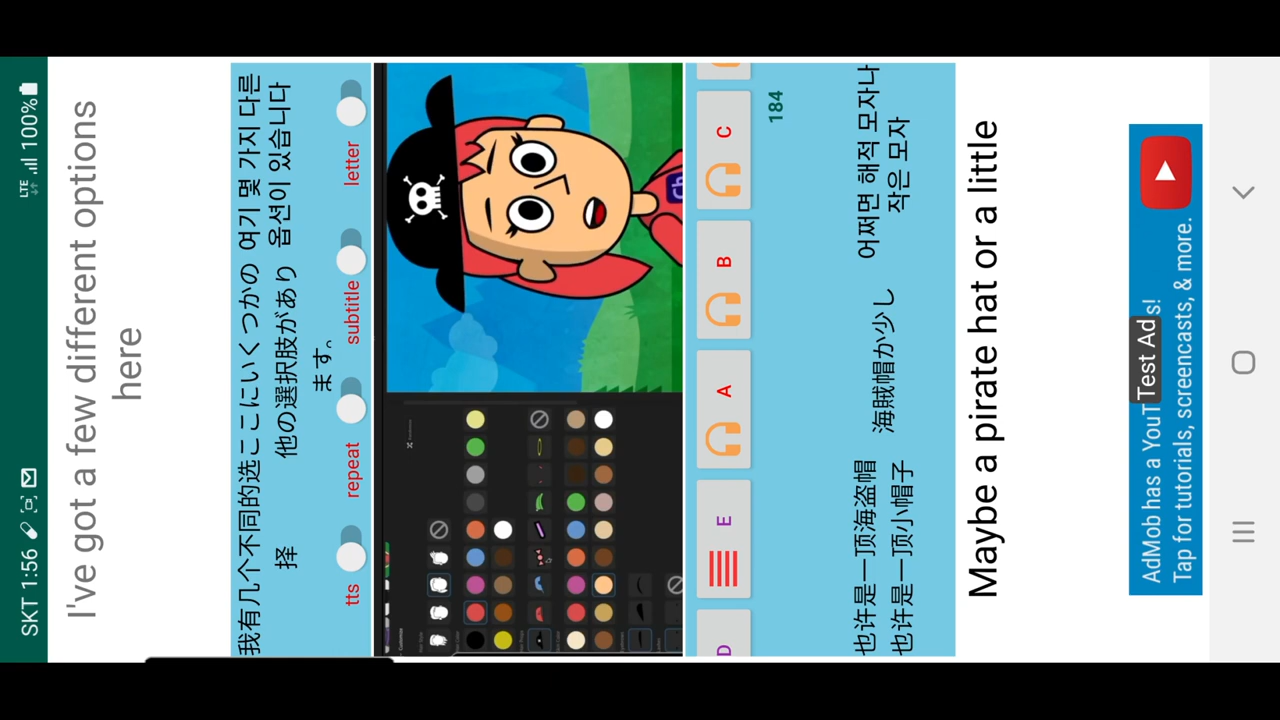 SKT 1:56
LTE
100%
I've got a few different options
here
我有几个不同的选
择
ここにいくつかの
他の選択肢があり
ます。
여기 몇 가지 다른
옵션이 있습니다
tts
repeat
subtitle
letter
D
E
A
B
C
184
也许是一顶海盗帽
也许是一顶小帽子
海賊帽か少し
어쩌면 해적 모자나
작은 모자
Maybe a pirate hat or a little
AdMob has a YouT
s!
Test Ad
Tap for tutorials, screencasts, & more.